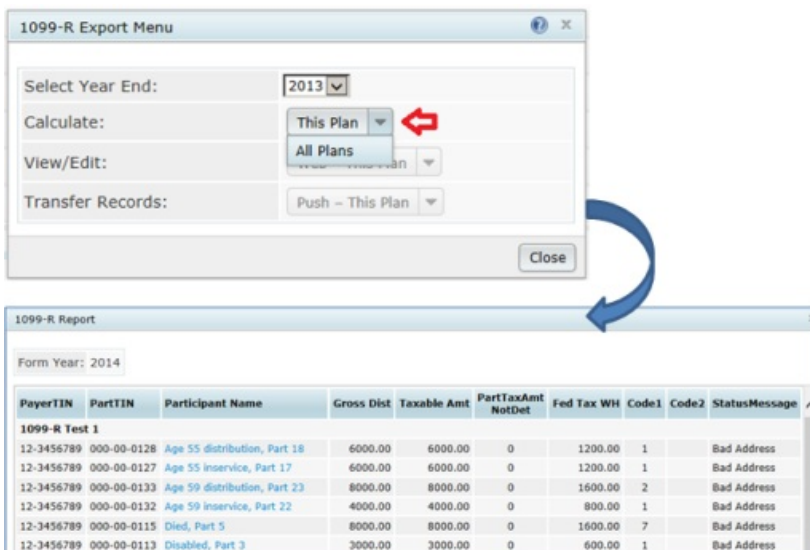 1099-R Export Menu
Select Year End: 2013
Calculate: This Plan
All Plans
View/Edit:
Transfer Records: Push – This Plan
Close
1099-R Report
Form Year: 2014
PayerTIN PartTIN Participant Name Gross Dist Taxable Amt PartTaxAmt NotDet Fed Tax WH Code1 Code2 StatusMessage
1099-R Test 1
12-3456789 000-00-0128 Age 55 distribution, Part 18 6000.00 6000.00 0 1200.00 1 Bad Address
12-3456789 000-00-0127 Age 55 inservice, Part 17 6000.00 6000.00 0 1200.00 1 Bad Address
12-3456789 000-00-0133 Age 59 distribution, Part 23 8000.00 8000.00 0 1600.00 2 Bad Address
12-3456789 000-00-0132 Age 59 inservice, Part 22 4000.00 4000.00 0 800.00 1 Bad Address
12-3456789 000-00-0115 Died, Part 5 8000.00 8000.00 0 1600.00 7 Bad Address
12-3456789 000-00-0113 Disabled, Part 3 3000.00 3000.00 0 600.00 1 Bad Address